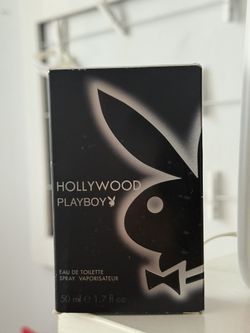 HOLLYWOOD
PLAYBOY
EAU DE TOILETTE
SPRAY VAPORISATEUR
50 ml ℮ 1.7 fl oz